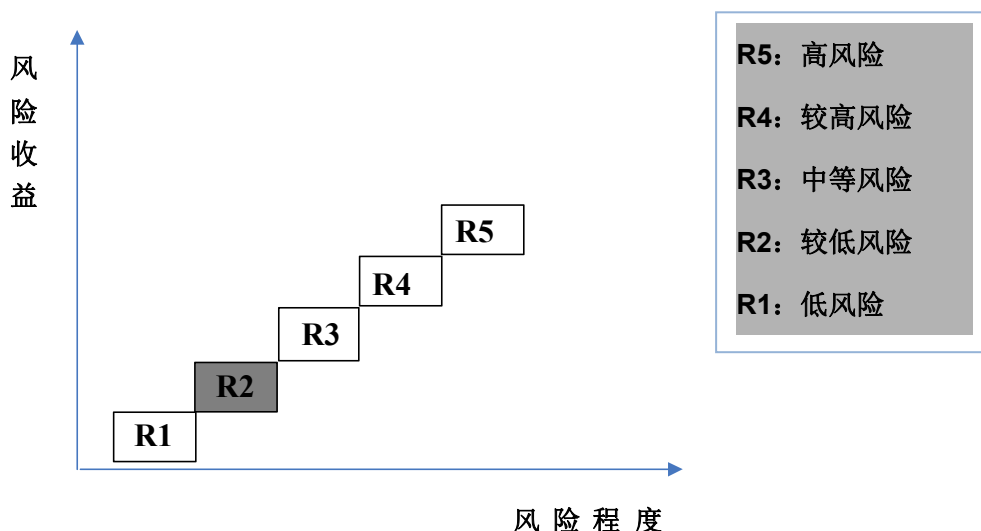 风
险
收
益
R5
R4
R3
R2
R1
风 险 程 度
R5：高风险
R4：较高风险
R3：中等风险
R2：较低风险
R1：低风险